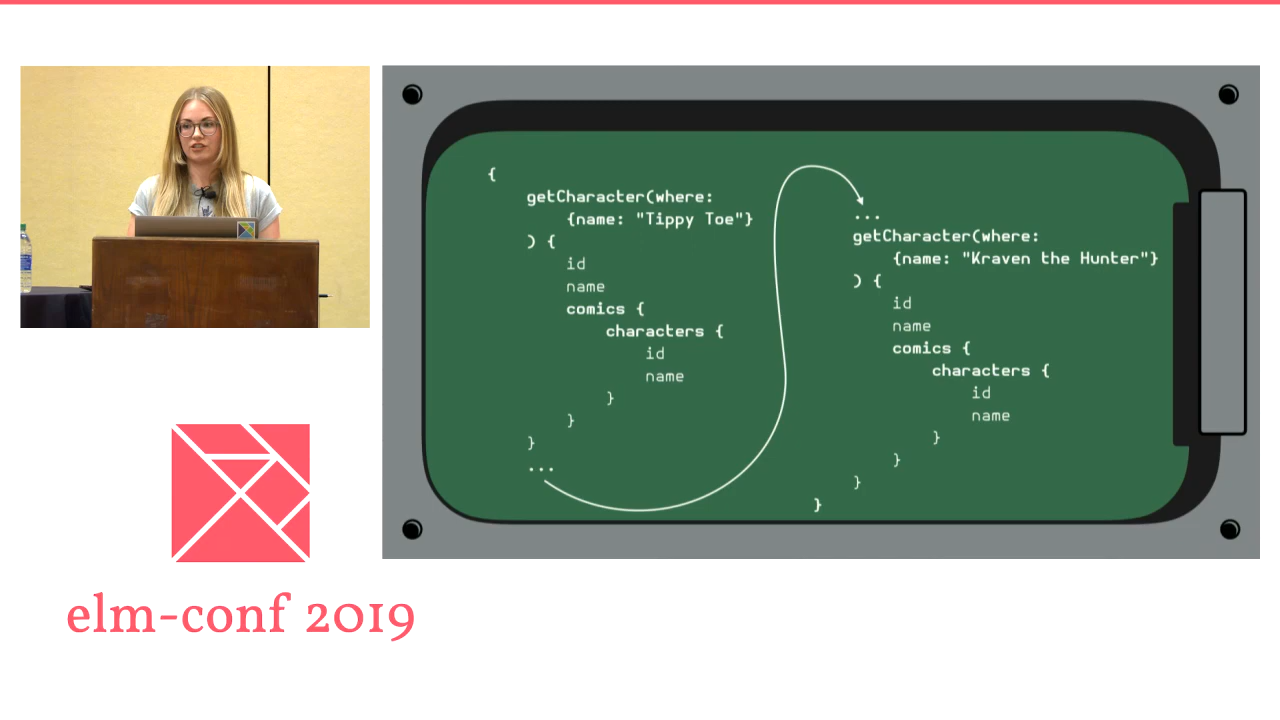 {
getCharacter(where:
{name: "Tippy Toe"}
) {
id
name
comics {
characters {
id
name
}
}
}
...
...
getCharacter(where:
{name: "Kraven the Hunter"}
) {
id
name
comics {
characters {
id
name
}
}
}
}
elm-conf 2019